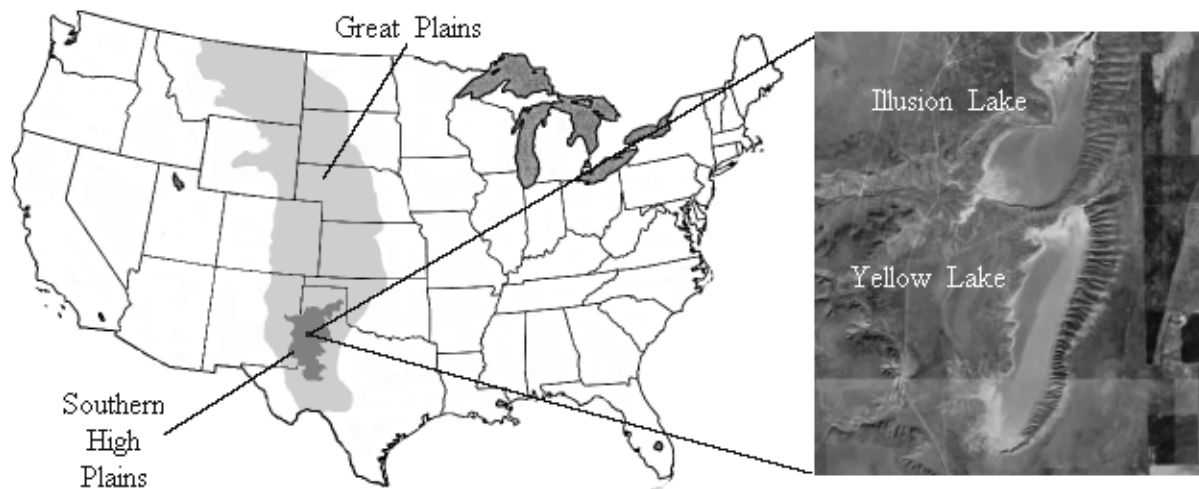 Great Plains
Illusion Lake
Yellow Lake
Southern
High
Plains